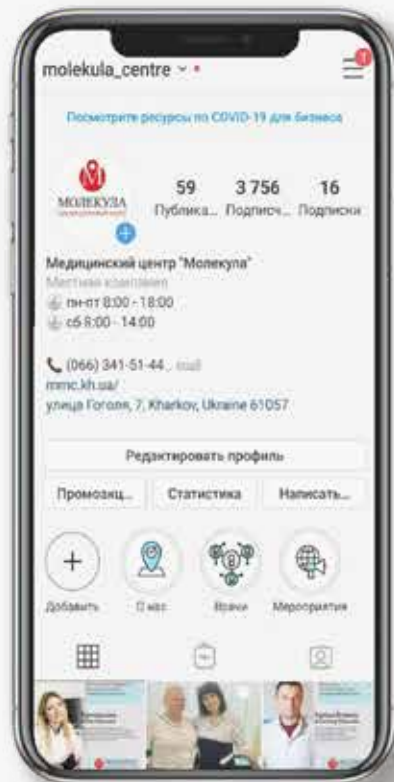 molekula_centre
1
Посмотрите ресурсы по COVID-19 для бизнеса
М
МОЛЕКУЛА
59 3 756 16
Публика... Подписч... Подписки
Медицинский центр "Молекула"
Местная компания
пн-пт 8:00 - 18:00
сб 9:00 - 14:00
(066) 341-51-44
mmc.kh.ua/
улица Гоголя, 7, Kharkov, Ukraine 61057
Редактировать профиль
Промоакц... Статистика Написать...
Добавить О нас Врачи Мероприятия